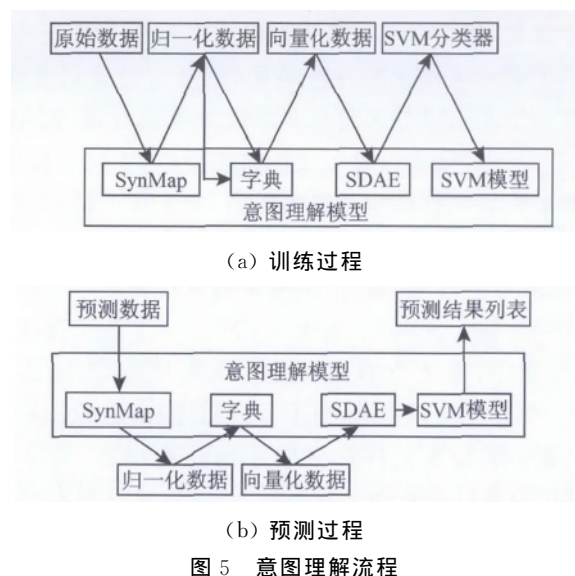 原始数据 归一化数据 向量化数据 SVM分类器
SynMap 字典 SDAE SVM模型
意图理解模型
(a) 训练过程
预测数据 预测结果列表
意图理解模型
SynMap 字典 SDAE SVM模型
归一化数据 向量化数据
(b) 预测过程
图 5 意图理解流程